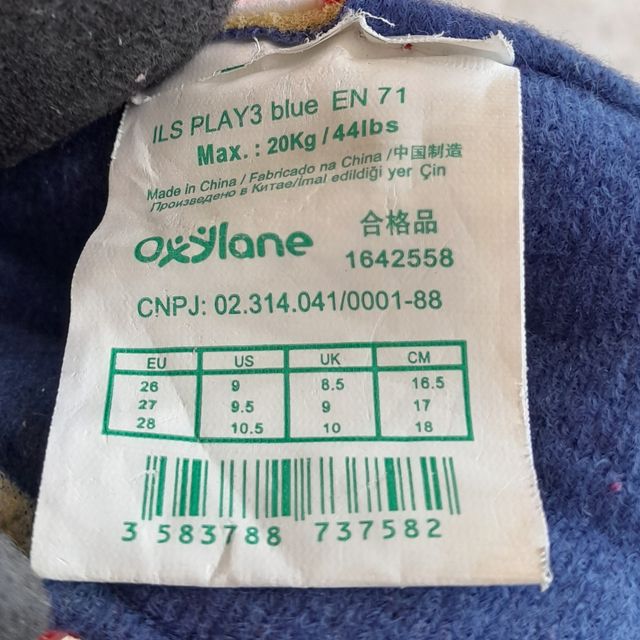 ILS PLAY3 blue EN 71
Max. : 20Kg / 44lbs
Made in China / Fabricado na China / 中国制造
Произведено в Китае/Imal edildiği yer Çin
oxylane
合格品
1642558
CNPJ: 02.314.041/0001-88
EU US UK CM
26 9 8.5 16.5
27 9.5 9 17
28 10.5 10 18
3 583788 737582